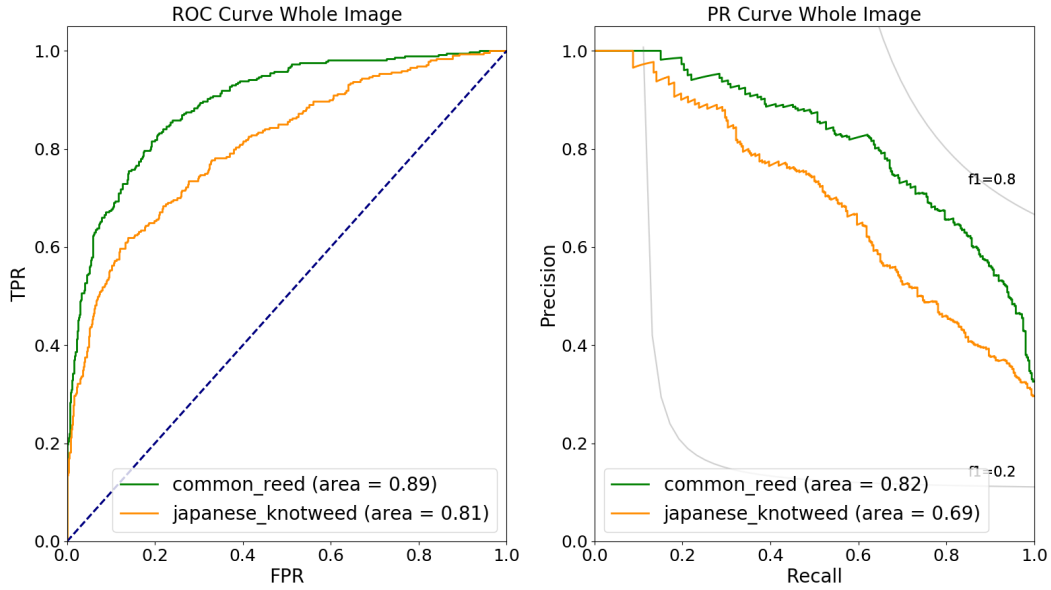 ROC Curve Whole Image
1.0
0.8
0.6
0.4
0.2
0.0
TPR
0.0 0.2 0.4 0.6 0.8 1.0
FPR
common_reed (area = 0.89)
japanese_knotweed (area = 0.81)
PR Curve Whole Image
1.0
0.8
0.6
0.4
0.2
0.0
Precision
0.0 0.2 0.4 0.6 0.8 1.0
Recall
f1=0.8
f1=0.2
common_reed (area = 0.82)
japanese_knotweed (area = 0.69)